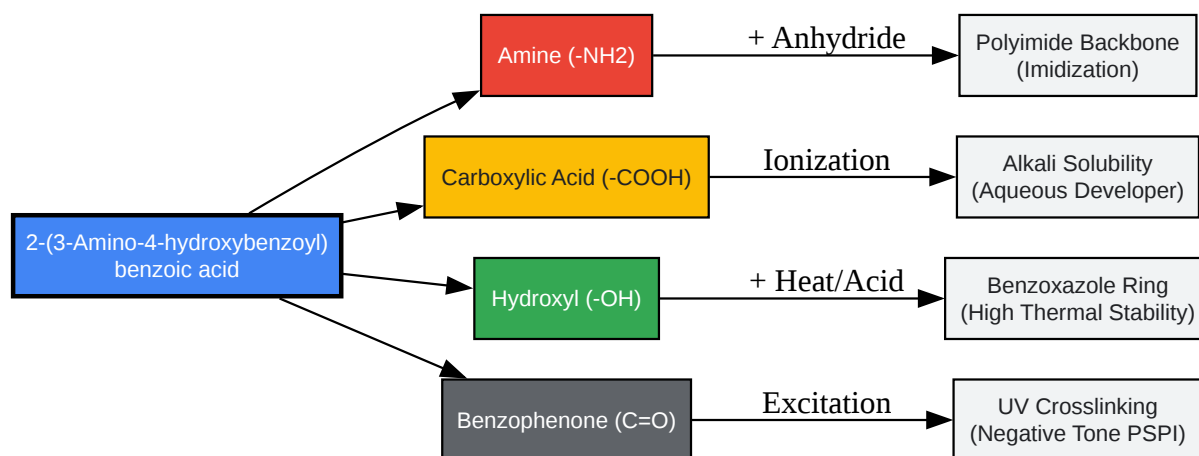 2-(3-Amino-4-hydroxybenzoyl)
benzoic acid
Amine (-NH2)
+ Anhydride
Polyimide Backbone
(Imidization)
Carboxylic Acid (-COOH)
Ionization
Alkali Solubility
(Aqueous Developer)
Hydroxyl (-OH)
+ Heat/Acid
Benzoxazole Ring
(High Thermal Stability)
Benzophenone (C=O)
Excitation
UV Crosslinking
(Negative Tone PSPI)